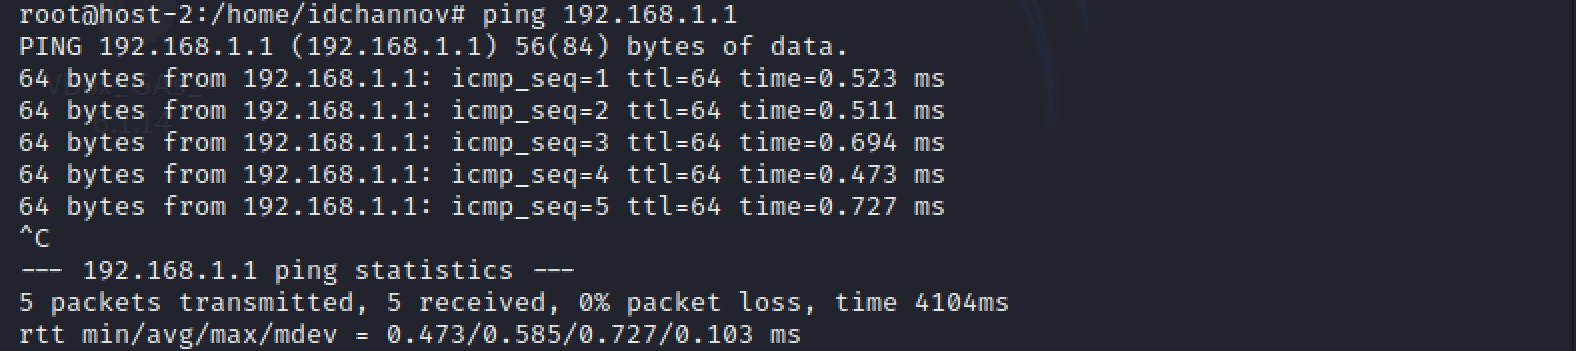 root@host-2:/home/idchannov# ping 192.168.1.1
PING 192.168.1.1 (192.168.1.1) 56(84) bytes of data.
64 bytes from 192.168.1.1: icmp_seq=1 ttl=64 time=0.523 ms
64 bytes from 192.168.1.1: icmp_seq=2 ttl=64 time=0.511 ms
64 bytes from 192.168.1.1: icmp_seq=3 ttl=64 time=0.694 ms
64 bytes from 192.168.1.1: icmp_seq=4 ttl=64 time=0.473 ms
64 bytes from 192.168.1.1: icmp_seq=5 ttl=64 time=0.727 ms
^C
--- 192.168.1.1 ping statistics ---
5 packets transmitted, 5 received, 0% packet loss, time 4104ms
rtt min/avg/max/mdev = 0.473/0.585/0.727/0.103 ms